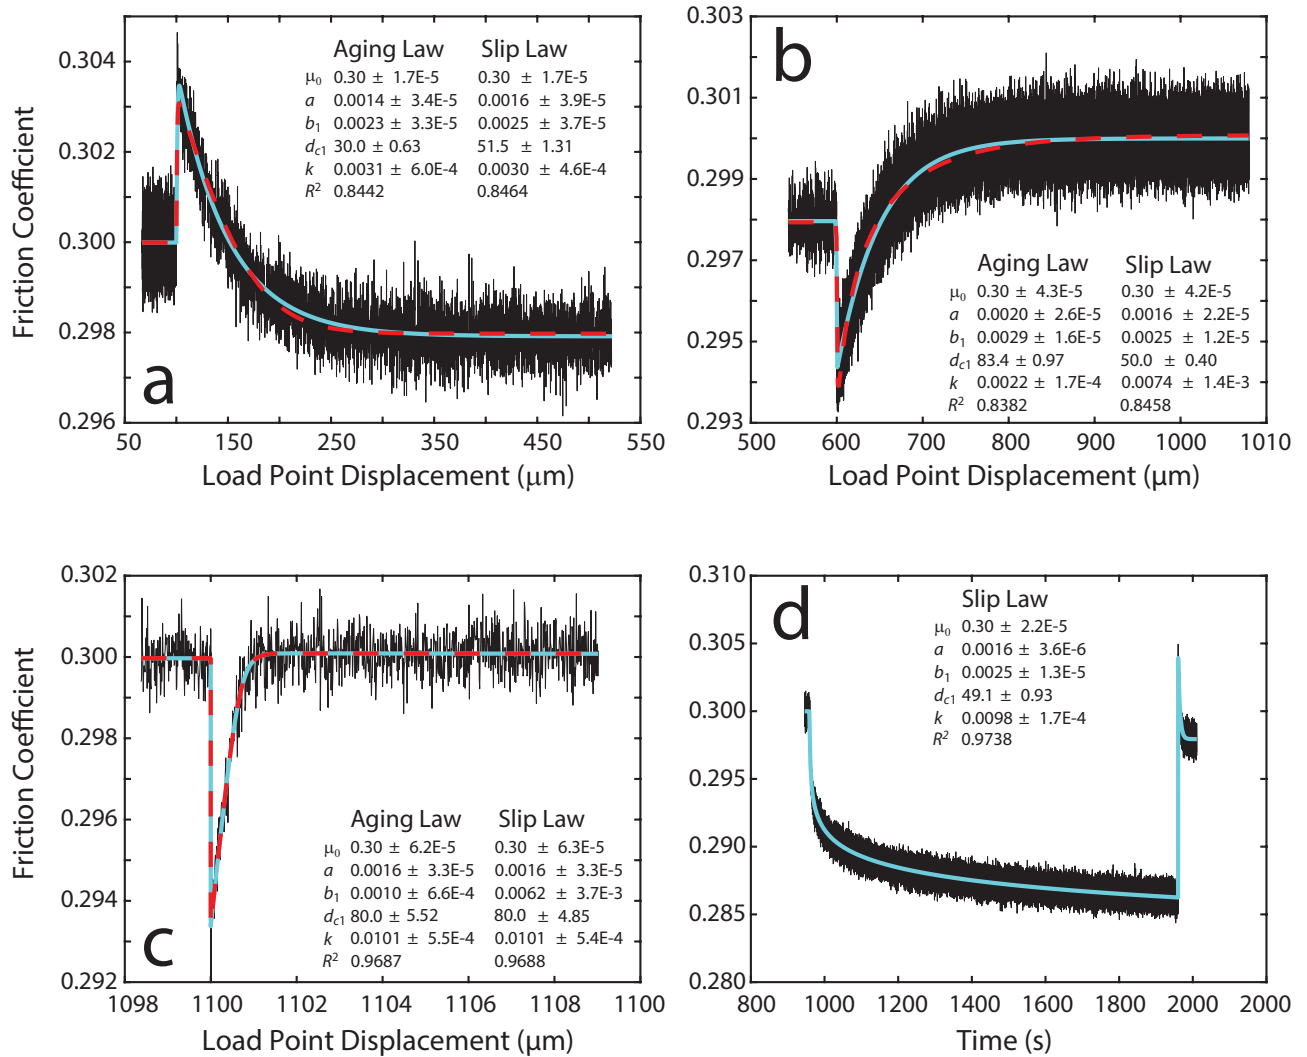 a
Friction Coefficient
0.304
0.302
0.300
0.298
0.296
50 150 250 350 450 550
Load Point Displacement (μm)
Aging Law Slip Law
μ0 0.30 ± 1.7E-5 0.30 ± 1.7E-5
a 0.0014 ± 3.4E-5 0.0016 ± 3.9E-5
b1 0.0023 ± 3.3E-5 0.0025 ± 3.7E-5
dc1 30.0 ± 0.63 51.5 ± 1.31
k 0.0031 ± 6.0E-4 0.0030 ± 4.6E-4
R2 0.8442 0.8464
b
0.303
0.301
0.299
0.297
0.295
0.293
500 600 700 800 900 1000 1010
Load Point Displacement (μm)
Aging Law Slip Law
μ0 0.30 ± 4.3E-5 0.30 ± 4.2E-5
a 0.0020 ± 2.6E-5 0.0016 ± 2.2E-5
b1 0.0029 ± 1.6E-5 0.0025 ± 1.2E-5
dc1 83.4 ± 0.97 50.0 ± 0.40
k 0.0022 ± 1.7E-4 0.0074 ± 1.4E-3
R2 0.8382 0.8458
c
Friction Coefficient
0.302
0.300
0.298
0.296
0.294
0.292
1098 1100 1102 1104 1106 1108 1100
Load Point Displacement (μm)
Aging Law Slip Law
μ0 0.30 ± 6.2E-5 0.30 ± 6.3E-5
a 0.0016 ± 3.3E-5 0.0016 ± 3.3E-5
b1 0.0010 ± 6.6E-4 0.0062 ± 3.7E-3
dc1 80.0 ± 5.52 80.0 ± 4.85
k 0.0101 ± 5.5E-4 0.0101 ± 5.4E-4
R2 0.9687 0.9688
d
0.310
0.305
0.300
0.295
0.290
0.285
0.280
800 1000 1200 1400 1600 1800 2000 2000
Time (s)
Slip Law
μ0 0.30 ± 2.2E-5
a 0.0016 ± 3.6E-6
b1 0.0025 ± 1.3E-5
dc1 49.1 ± 0.93
k 0.0098 ± 1.7E-4
R2 0.9738